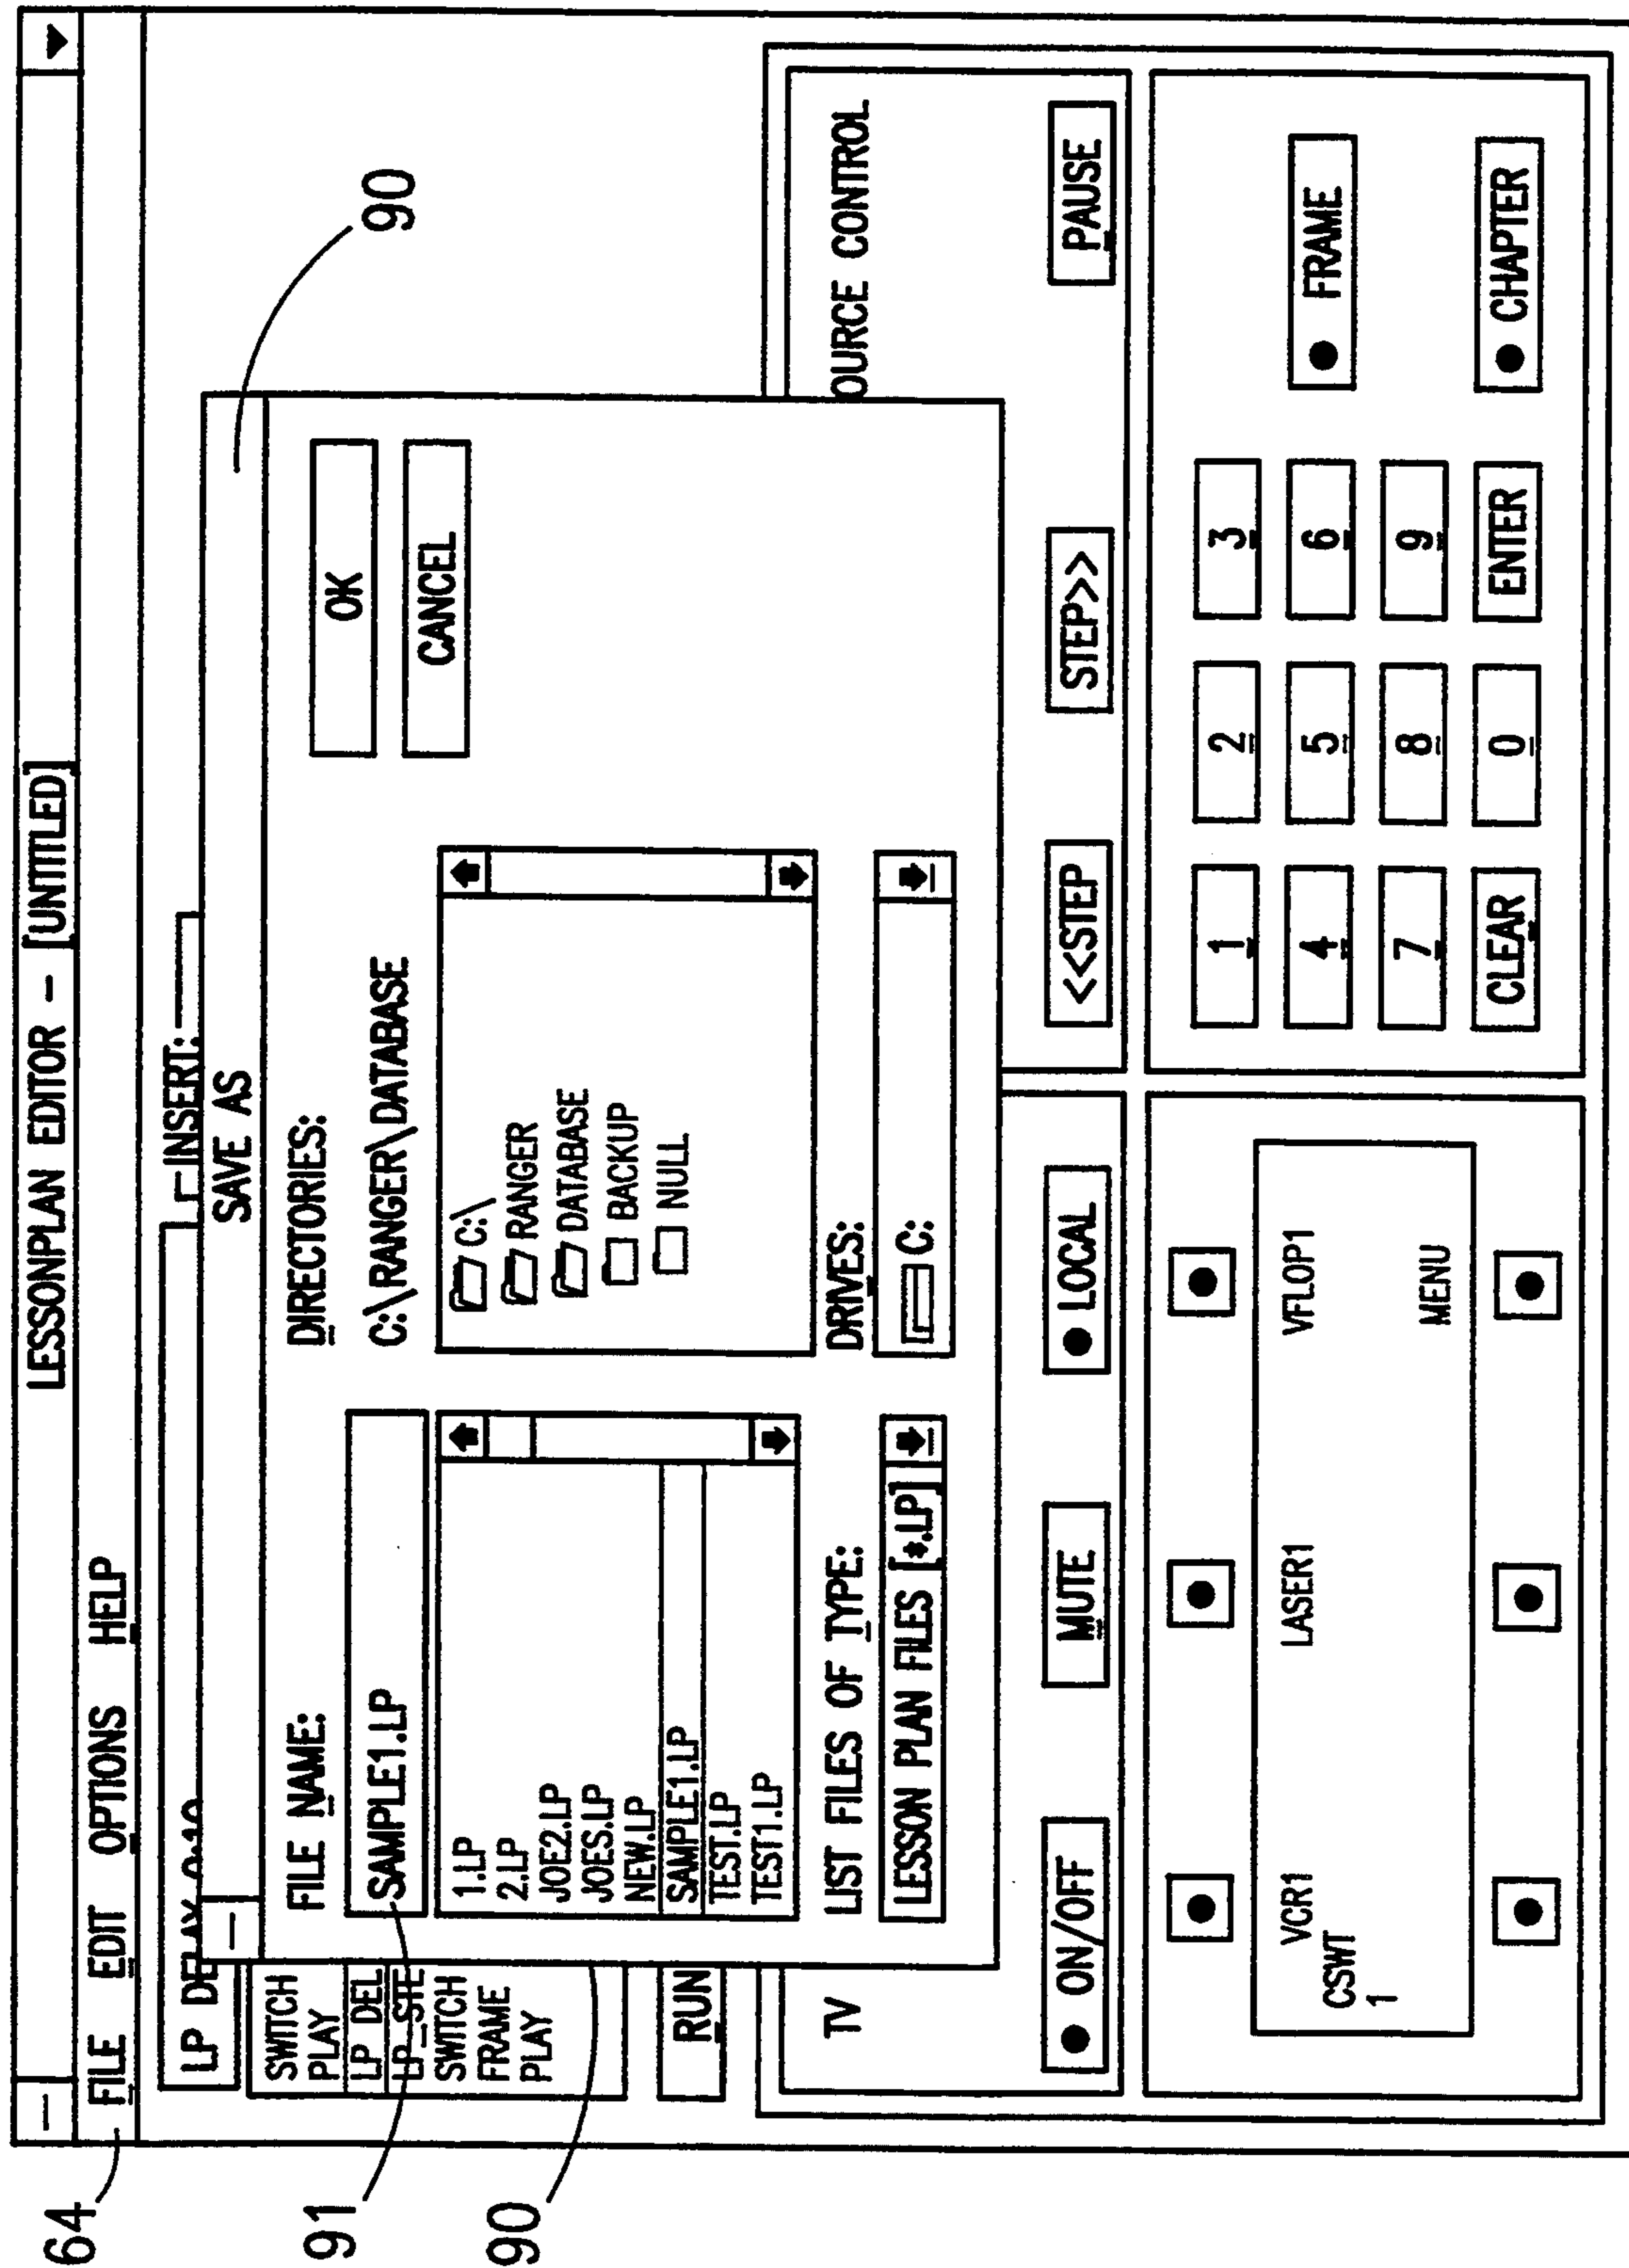 LESSONPLAN EDITOR - [UNTITLED]
64
FILE EDIT OPTIONS HELP
INSERT:
LP DELAY 0:10
SAVE AS
90
SWITCH
PLAY
LP DEL
LP_STE
SWITCH
FRAME
PLAY
RUN
91
90
FILE NAME:
SAMPLE1.LP
1.LP
2.LP
JOE2.LP
JOES.LP
NEW.LP
SAMPLE1.LP
TEST.LP
TEST1.LP
LIST FILES OF TYPE:
LESSON PLAN FILES [*.LP]
DIRECTORIES:
C:\RANGER\DATABASE
C:\
RANGER
DATABASE
BACKUP
NULL
DRIVES:
C:
OK
CANCEL
TV
OURCE CONTROL
ON/OFF MUTE LOCAL
<<STEP STEP>> PAUSE
VCR1 LASER1 VFLOP1
CSWT MENU
1
1 2 3
4 5 6 FRAME
7 8 9
CLEAR 0 ENTER CHAPTER